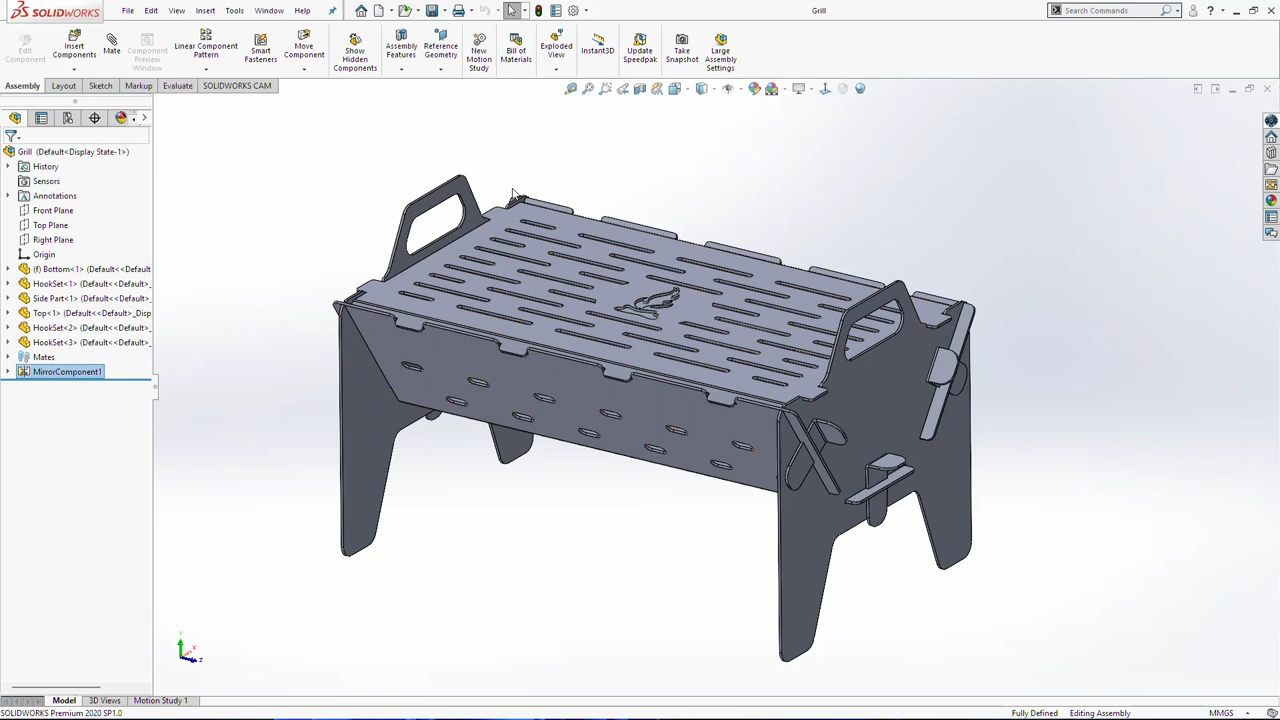 SOLIDWORKS File Edit View Insert Tools Window Help Grill Search Commands ?
Edit Component
Insert Components
Mate
Component Preview Window
Linear Component Pattern
Smart Fasteners
Move Component
Show Hidden Components
Assembly Features
Reference Geometry
New Motion Study
Bill of Materials
Exploded View
Instant3D
Update Speedpak
Take Snapshot
Large Assembly Settings
Assembly Layout Sketch Markup Evaluate SOLIDWORKS CAM
Grill (Default<Display State-1>)
History
Sensors
Annotations
Front Plane
Top Plane
Right Plane
Origin
(f) Bottom<1> (Default<<Default
HookSet<1> (Default<<Default>_
Side Part<1> (Default<<Default>_
Top<1> (Default<<Default>_Disp
HookSet<2> (Default<<Default>_
HookSet<3> (Default<<Default>_
Mates
MirrorComponent1
Y
X
Z
Model 3D Views Motion Study 1
SOLIDWORKS Premium 2020 SP1.0 Fully Defined Editing Assembly MMGS